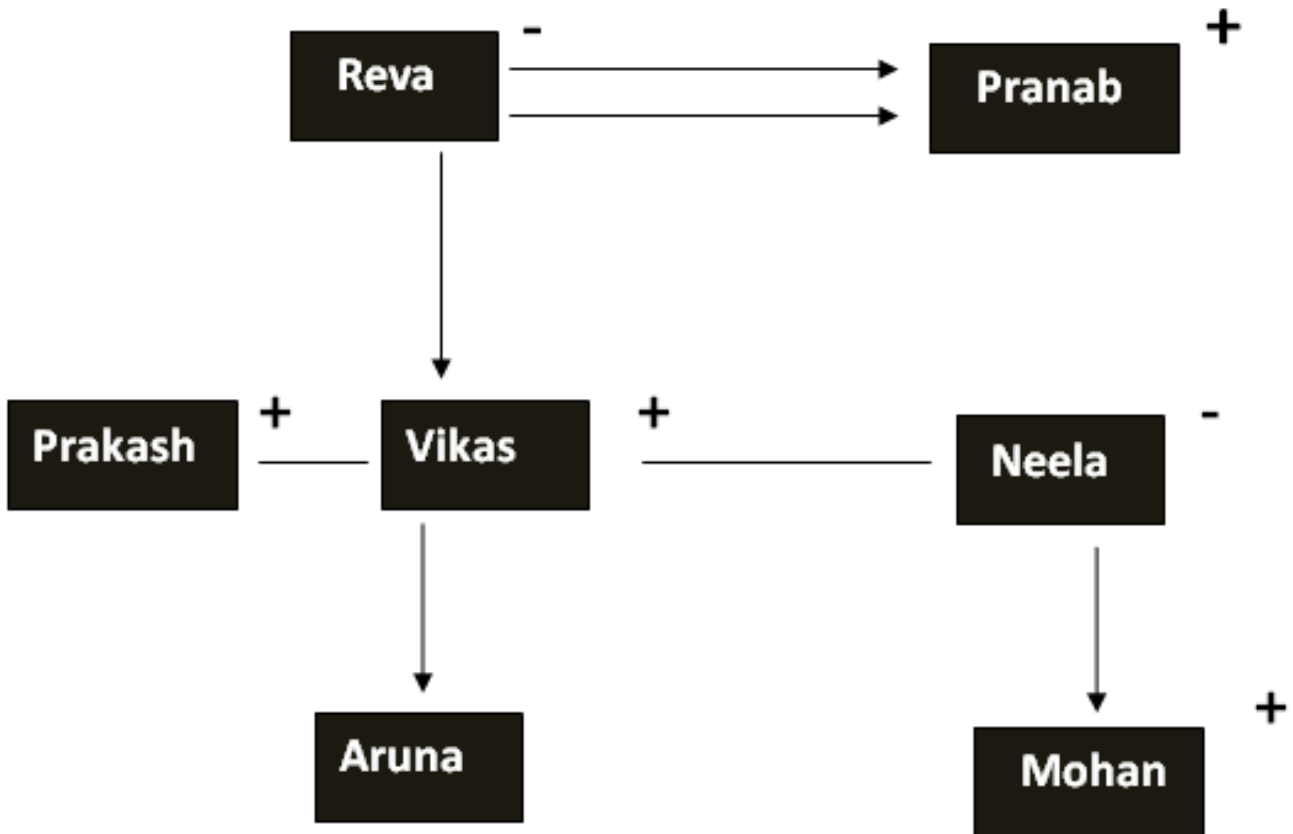 Reva
-
+
Pranab
Prakash
+
Vikas
+
Neela
-
Aruna
Mohan
+